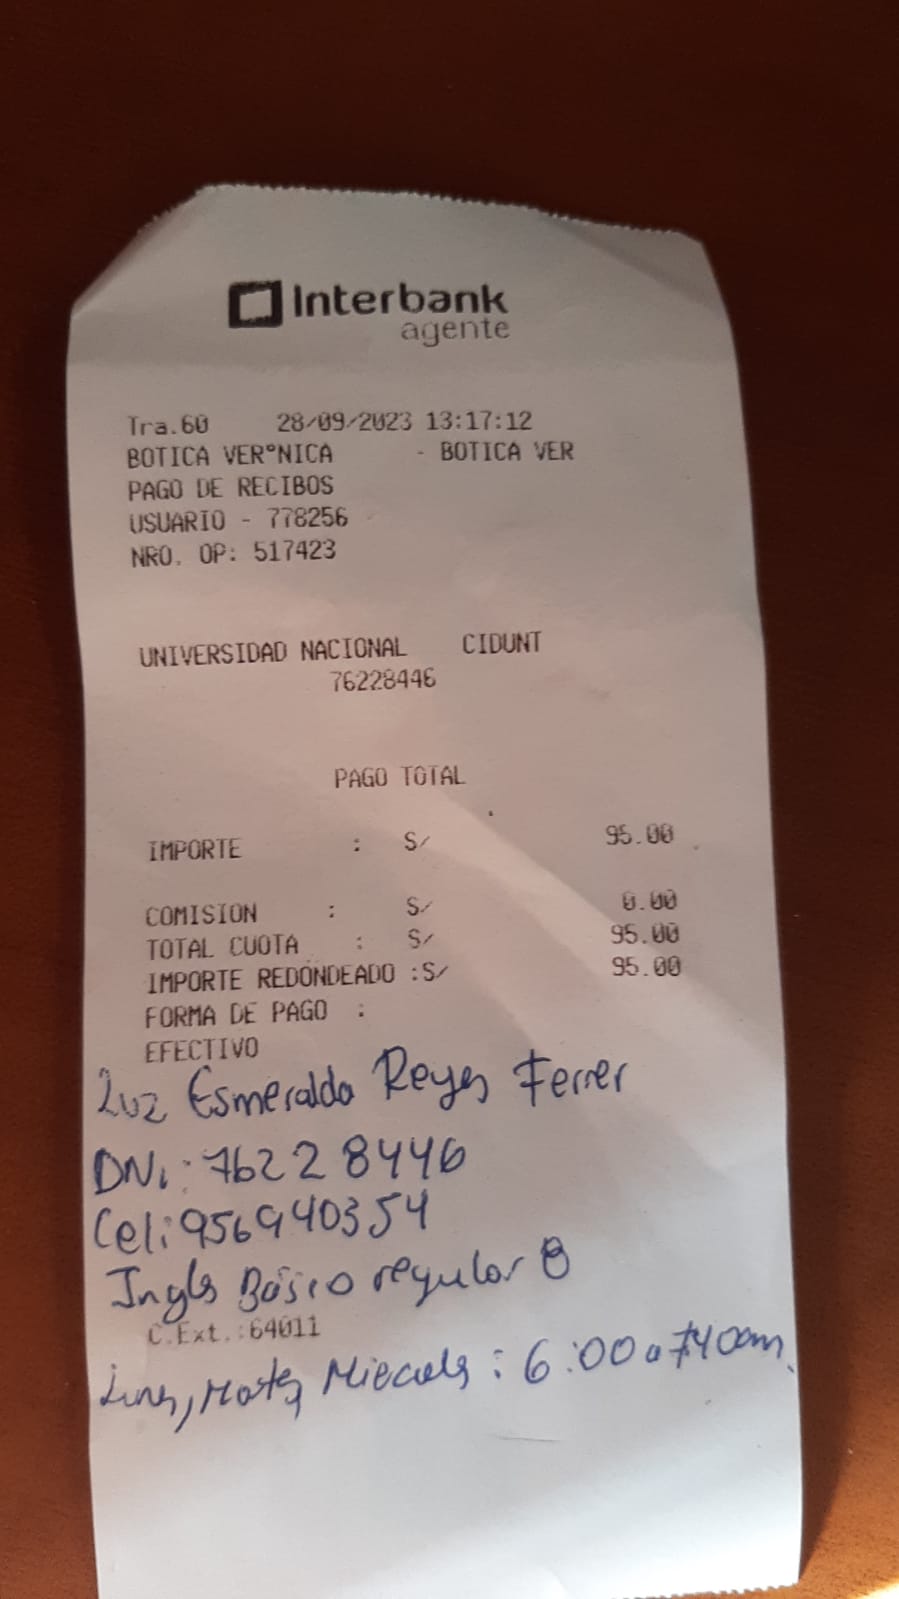 Interbank
agente
Tra.60 28/09/2023 13:17:12
BOTICA VER°NICA - BOTICA VER
PAGO DE RECIBOS
USUARIO - 778256
NRO. OP: 517423
UNIVERSIDAD NACIONAL CIDUNT
76228446
PAGO TOTAL
IMPORTE : S/ 95.00
COMISION : S/ 0.00
TOTAL CUOTA : S/ 95.00
IMPORTE REDONDEADO :S/ 95.00
FORMA DE PAGO :
EFECTIVO
Luz Esmeralda Reyes Ferrer
DNi: 76228446
Cel: 956940354
Ingles Básico regular 8
C.Ext.:64011
Lunes, Martes, Miercoles : 6:00 a 7:40am.